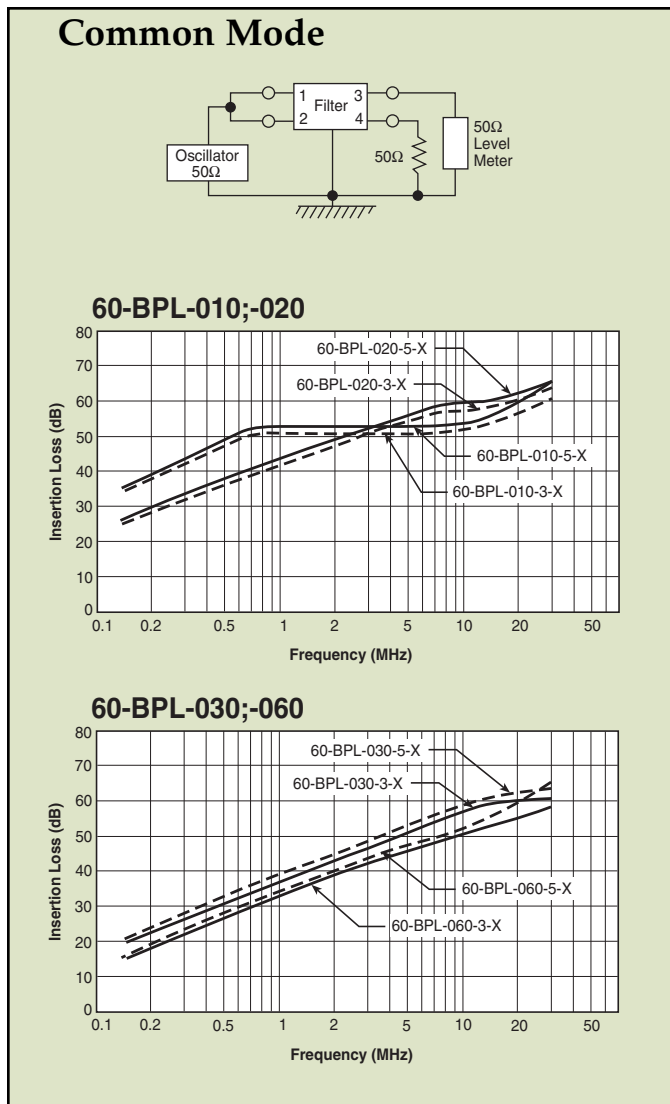 Common Mode
1 3
Filter
2 4
Oscillator
50Ω
50Ω
50Ω
Level
Meter
60-BPL-010;-020
80
70
60
50
40
30
20
10
0
Insertion Loss (dB)
60-BPL-020-5-X
60-BPL-020-3-X
60-BPL-010-5-X
60-BPL-010-3-X
0.1 0.2 0.5 1 2 5 10 20 50
Frequency (MHz)
60-BPL-030;-060
80
70
60
50
40
30
20
10
0
Insertion Loss (dB)
60-BPL-030-5-X
60-BPL-030-3-X
60-BPL-060-5-X
60-BPL-060-3-X
0.1 0.2 0.5 1 2 5 10 20 50
Frequency (MHz)